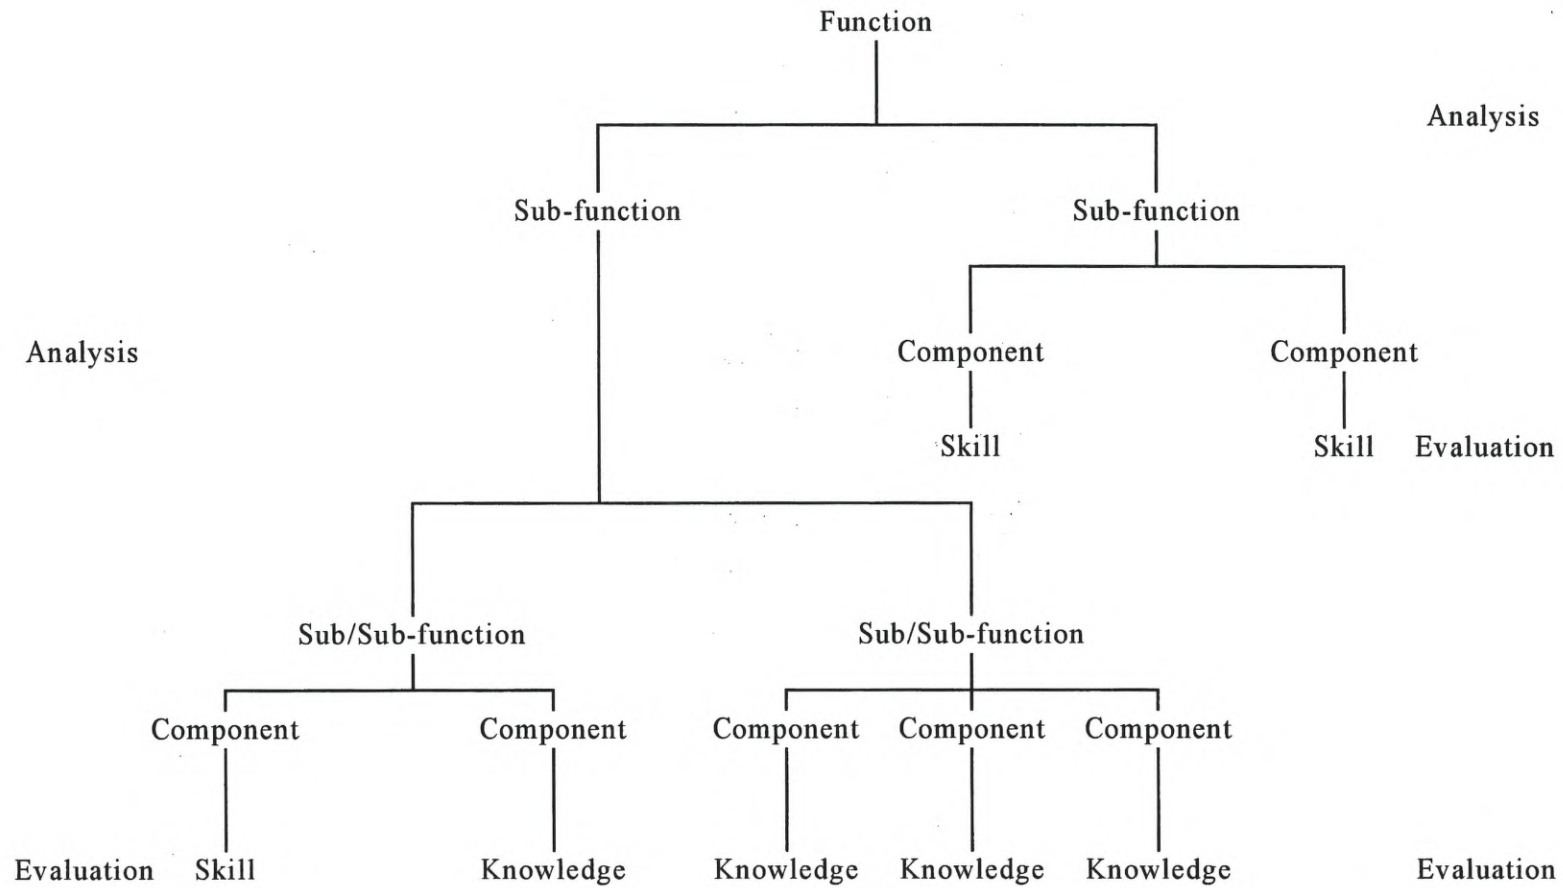 Function
Analysis
Sub-function Sub-function
Analysis Component Component
Skill Skill Evaluation
Sub/Sub-function Sub/Sub-function
Component Component Component Component Component
Evaluation Skill Knowledge Knowledge Knowledge Knowledge Evaluation